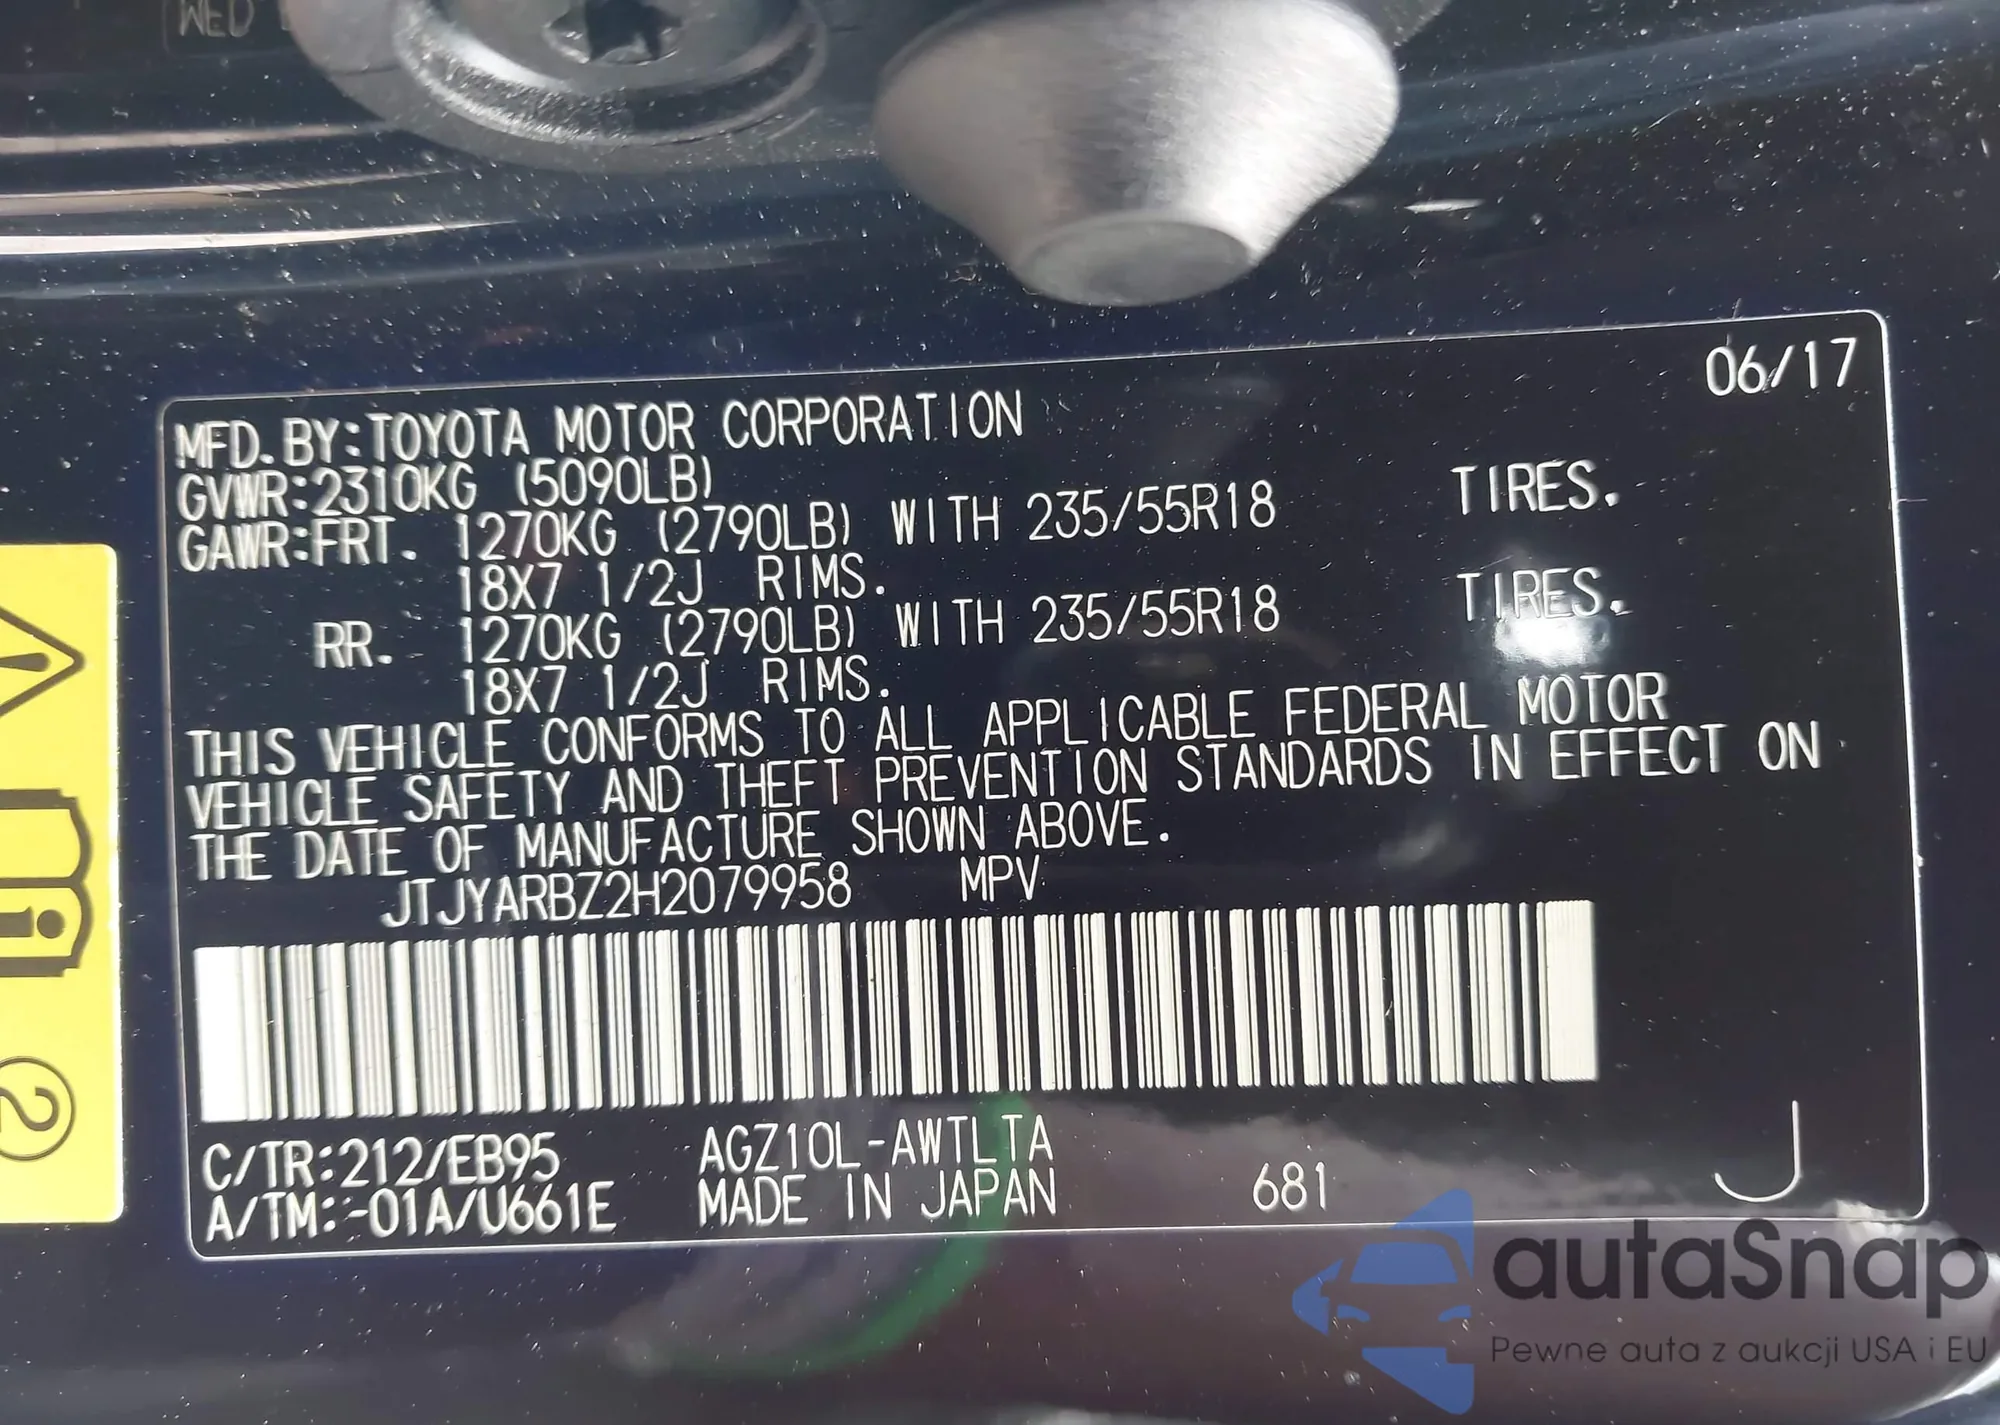 WED
06/17
MFD. BY: TOYOTA MOTOR CORPORATION
GVWR: 2310KG (5090LB)
GAWR: FRT. 1270KG (2790LB) WITH 235/55R18 TIRES.
18X7 1/2J RIMS.
RR. 1270KG (2790LB) WITH 235/55R18 TIRES.
18X7 1/2J RIMS.
THIS VEHICLE CONFORMS TO ALL APPLICABLE FEDERAL MOTOR
VEHICLE SAFETY AND THEFT PREVENTION STANDARDS IN EFFECT ON
THE DATE OF MANUFACTURE SHOWN ABOVE.
JTJYARBZ2H2079958 MPV
C/TR: 212/EB95 AGZ10L-AWTLTA
A/TM: -01A/U661E MADE IN JAPAN 681 J
2
autaSnap
Pewne auta z aukcji USA i EU